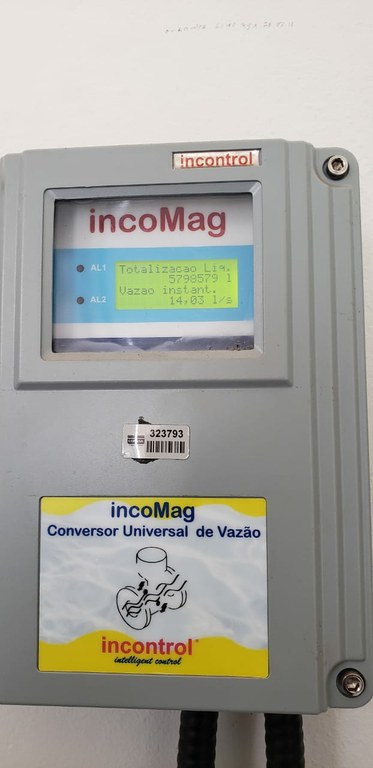 incontrol
incoMag
AL1
Totalizacao Liq.
5798579 l
Vazao instant.
AL2
14,03 l/s
323793
incoMag
Conversor Universal de Vazão
incontrol®
intelligent control